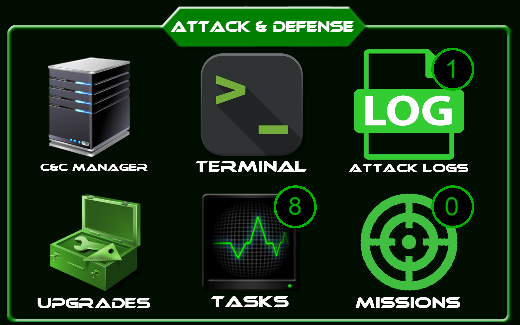 ATTACK & DEFENSE
1
LOG
C&C MANAGER
TERMINAL
ATTACK LOGS
8
0
UPGRADES
TASKS
MISSIONS